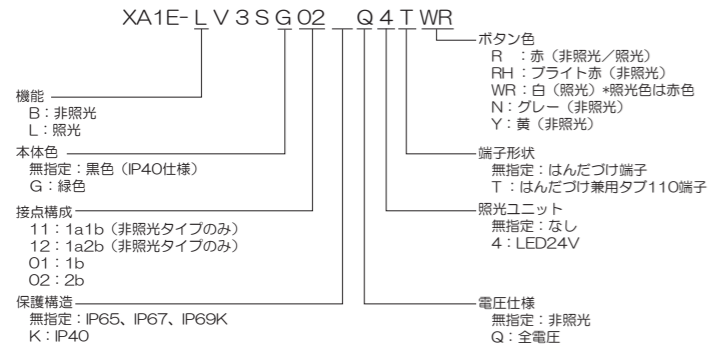 XA1E- L V 3 S G 02 _ Q 4 T WR
機能
B：非照光
L：照光
本体色
無指定：黒色（IP40仕様）
G：緑色
接点構成
11：1a1b（非照光タイプのみ）
12：1a2b（非照光タイプのみ）
01：1b
02：2b
保護構造
無指定：IP65、IP67、IP69K
K：IP40
ボタン色
R　：赤（非照光／照光）
RH：ブライト赤（非照光）
WR：白（照光）*照光色は赤色
N：グレー（非照光）
Y：黄（非照光）
端子形状
無指定：はんだづけ端子
T：はんだづけ兼用タブ110端子
照光ユニット
無指定：なし
4：LED24V
電圧仕様
無指定：非照光
Q：全電圧